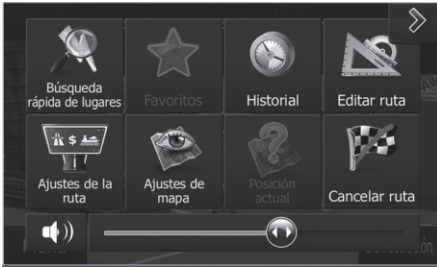 Búsqueda
rápida de lugares
Favoritos
Historial
Editar ruta
$
Ajustes de la
ruta
Ajustes de
mapa
Posición
actual
Cancelar ruta